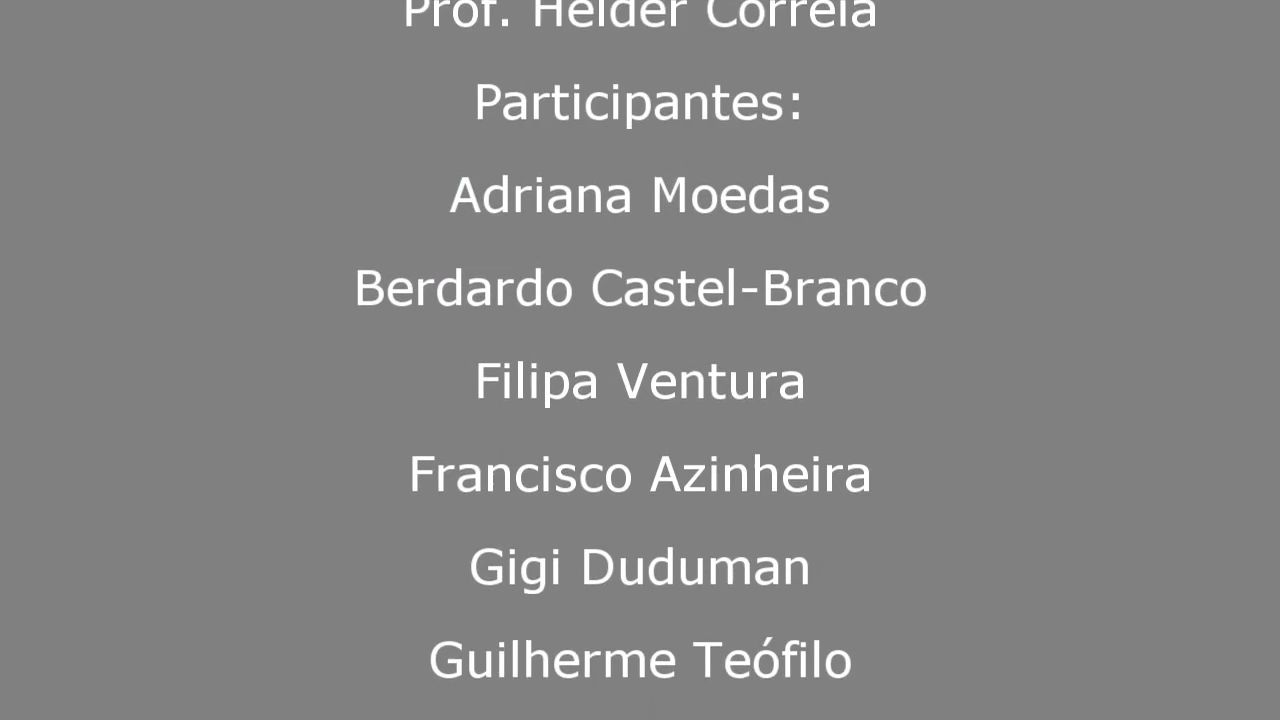 Prof. Helder Correia
Participantes:
Adriana Moedas
Berdardo Castel-Branco
Filipa Ventura
Francisco Azinheira
Gigi Duduman
Guilherme Teófilo